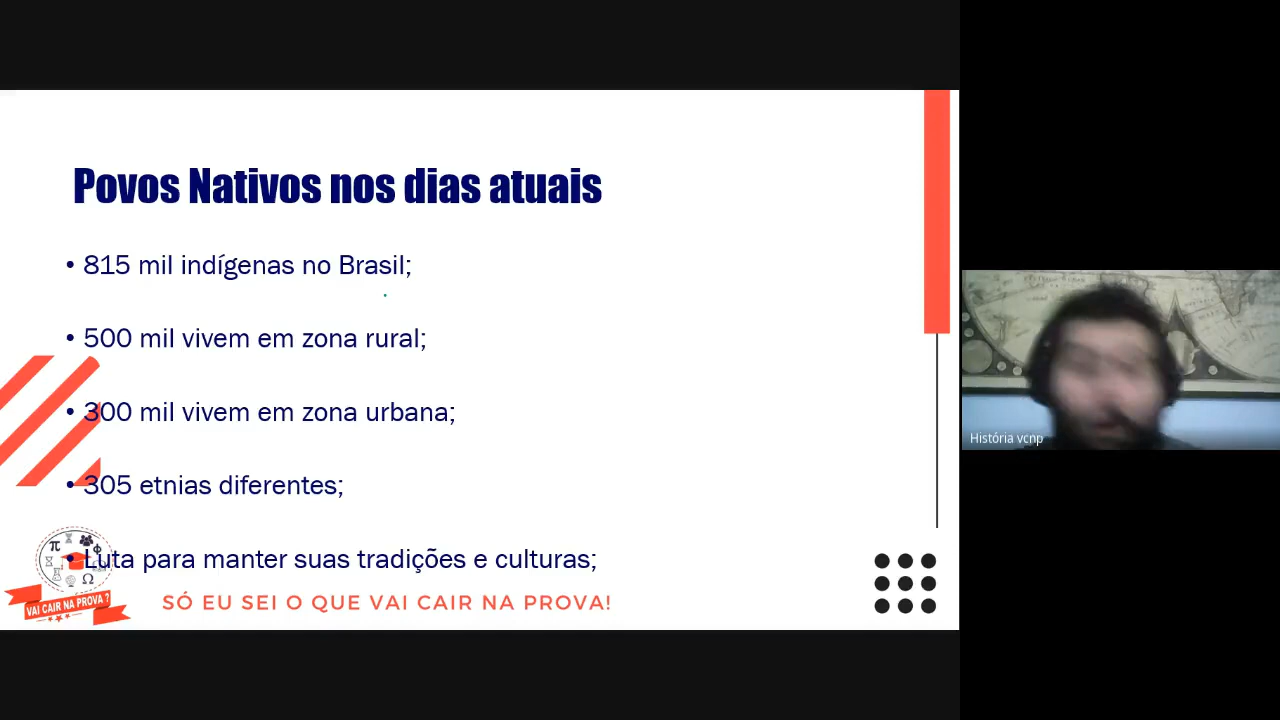 Povos Nativos nos dias atuais
• 815 mil indígenas no Brasil;
• 500 mil vivem em zona rural;
• 300 mil vivem em zona urbana;
• 305 etnias diferentes;
• Luta para manter suas tradições e culturas;
π
Φ
Ω
VAI CAIR NA PROVA ?
SÓ EU SEI O QUE VAI CAIR NA PROVA!
História vcnp